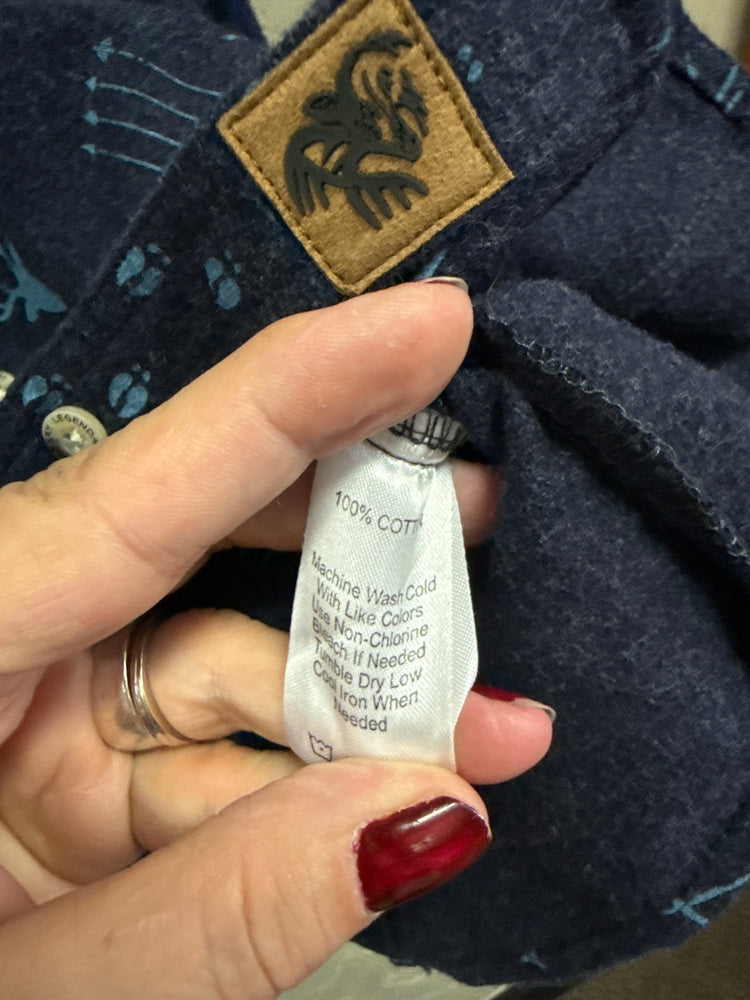 LEGENDS
100% COTT
Machine Wash Cold
With Like Colors
Use Non-Chlorine
Bleach If Needed
Tumble Dry Low
Cool Iron When
Needed